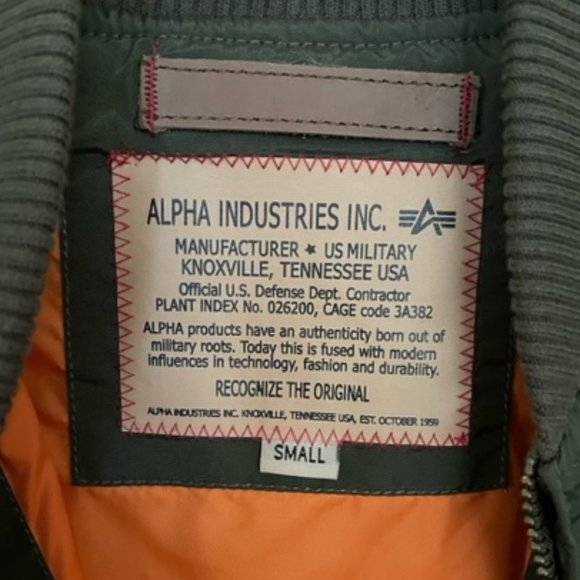 ALPHA INDUSTRIES INC.
MANUFACTURER ★ US MILITARY
KNOXVILLE, TENNESSEE USA
Official U.S. Defense Dept. Contractor
PLANT INDEX No. 026200, CAGE code 3A382
ALPHA products have an authenticity born out of
military roots. Today this is fused with modern
influences in technology, fashion and durability.
RECOGNIZE THE ORIGINAL
ALPHA INDUSTRIES INC. KNOXVILLE, TENNESSEE USA, EST. OCTOBER 1959
SMALL